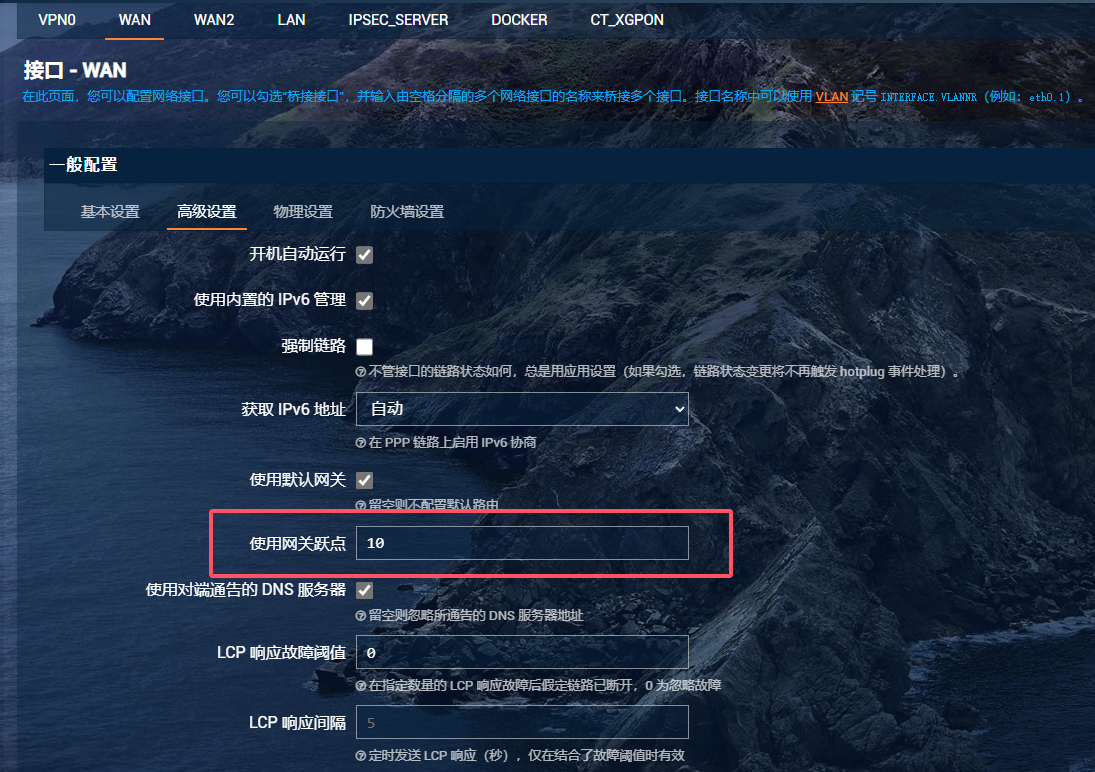 VPN0 WAN WAN2 LAN IPSEC_SERVER DOCKER CT_XGPON
接口 - WAN
在此页面，您可以配置网络接口。您可以勾选“桥接接口”，并输入由空格分隔的多个网络接口的名称来桥接多个接口。接口名称中可以使用 VLAN 记号 INTERFACE.VLANNR（例如：eth0.1）。
一般配置
基本设置 高级设置 物理设置 防火墙设置
开机自动运行
使用内置的 IPv6 管理
强制链路
不管接口的链路状态如何，总是用应用设置（如果勾选，链路状态变更将不再触发 hotplug 事件处理）。
获取 IPv6 地址 自动
在 PPP 链路上启用 IPv6 协商
使用默认网关
留空则不配置默认路由
使用网关跃点 10
使用对端通告的 DNS 服务器
留空则忽略所通告的 DNS 服务器地址
LCP 响应故障阈值 0
在指定数量的 LCP 响应故障后假定链路已断开，0 为忽略故障
LCP 响应间隔 5
定时发送 LCP 响应（秒），仅在结合了故障阈值时有效